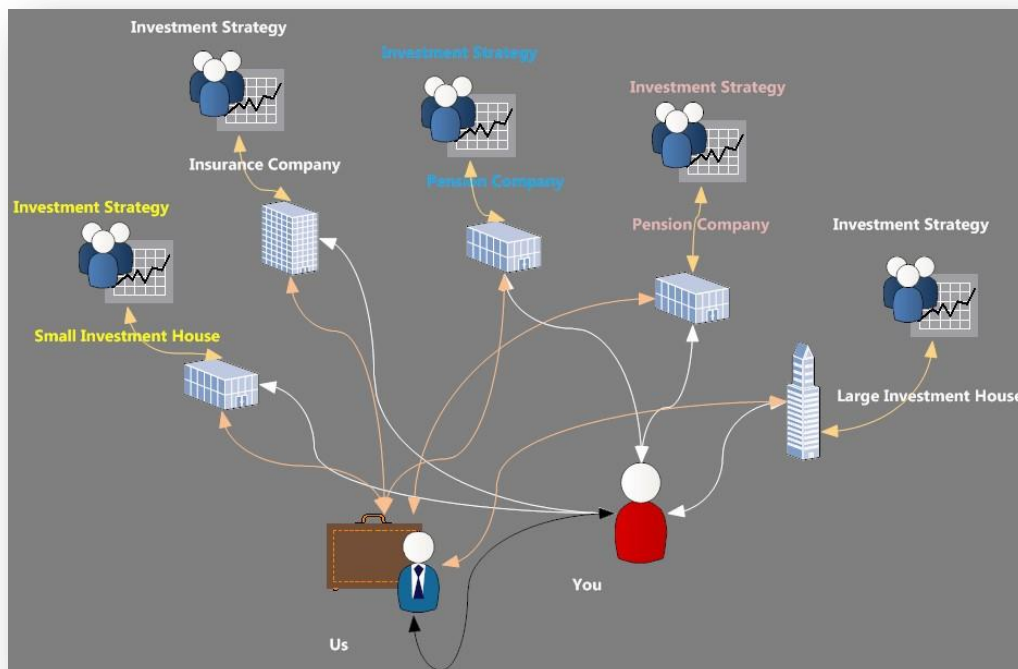 Investment Strategy
Investment Strategy
Investment Strategy
Insurance Company
Pension Company
Investment Strategy
Pension Company
Investment Strategy
Small Investment House
Large Investment House
You
Us